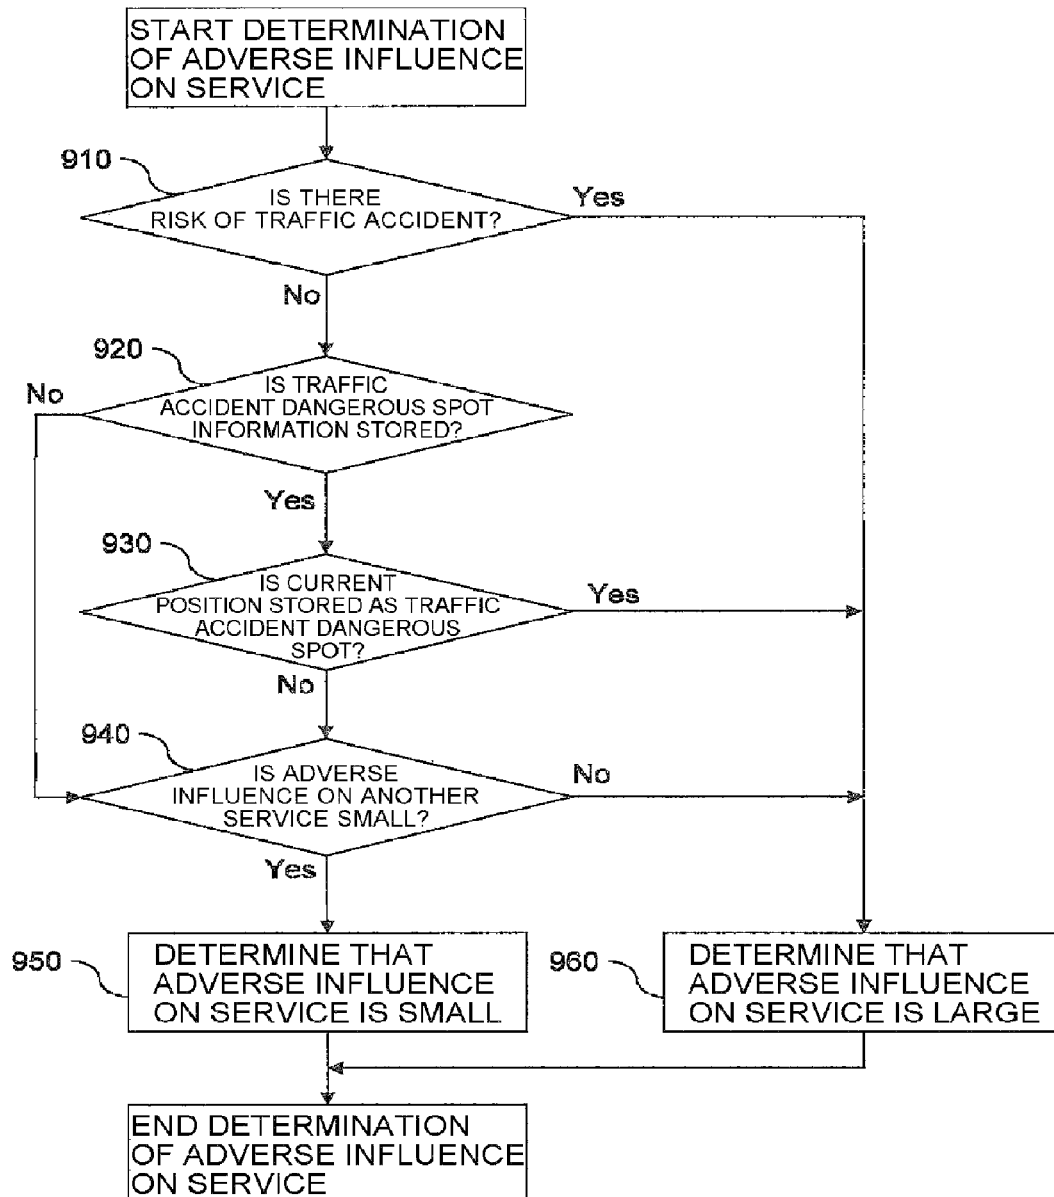 START DETERMINATION
OF ADVERSE INFLUENCE
ON SERVICE
910
IS THERE
RISK OF TRAFFIC ACCIDENT?
Yes
No
920
No
IS TRAFFIC
ACCIDENT DANGEROUS SPOT
INFORMATION STORED?
Yes
930
IS CURRENT
POSITION STORED AS TRAFFIC
ACCIDENT DANGEROUS
SPOT?
Yes
No
940
IS ADVERSE
INFLUENCE ON ANOTHER
SERVICE SMALL?
No
Yes
950
DETERMINE THAT
ADVERSE INFLUENCE
ON SERVICE IS SMALL
960
DETERMINE THAT
ADVERSE INFLUENCE
ON SERVICE IS LARGE
END DETERMINATION
OF ADVERSE INFLUENCE
ON SERVICE